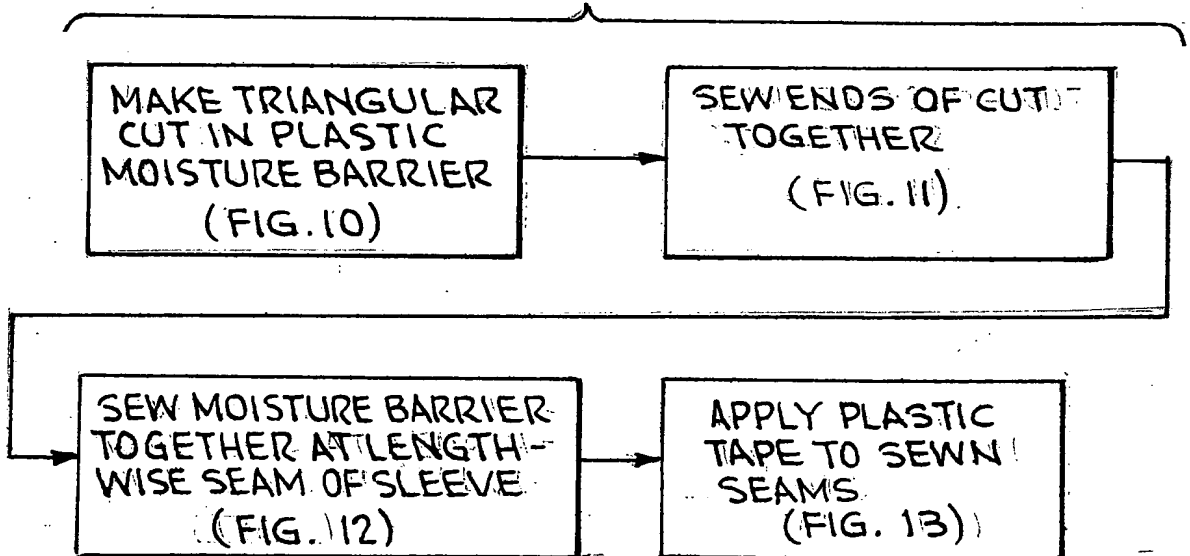 MAKE TRIANGULAR
CUT IN PLASTIC
MOISTURE BARRIER
(FIG. 10)
SEW ENDS OF CUT
TOGETHER
(FIG. 11)
SEW MOISTURE BARRIER
TOGETHER AT LENGTH-
WISE SEAM OF SLEEVE
(FIG. 12)
APPLY PLASTIC
TAPE TO SEWN
SEAMS
(FIG. 13)